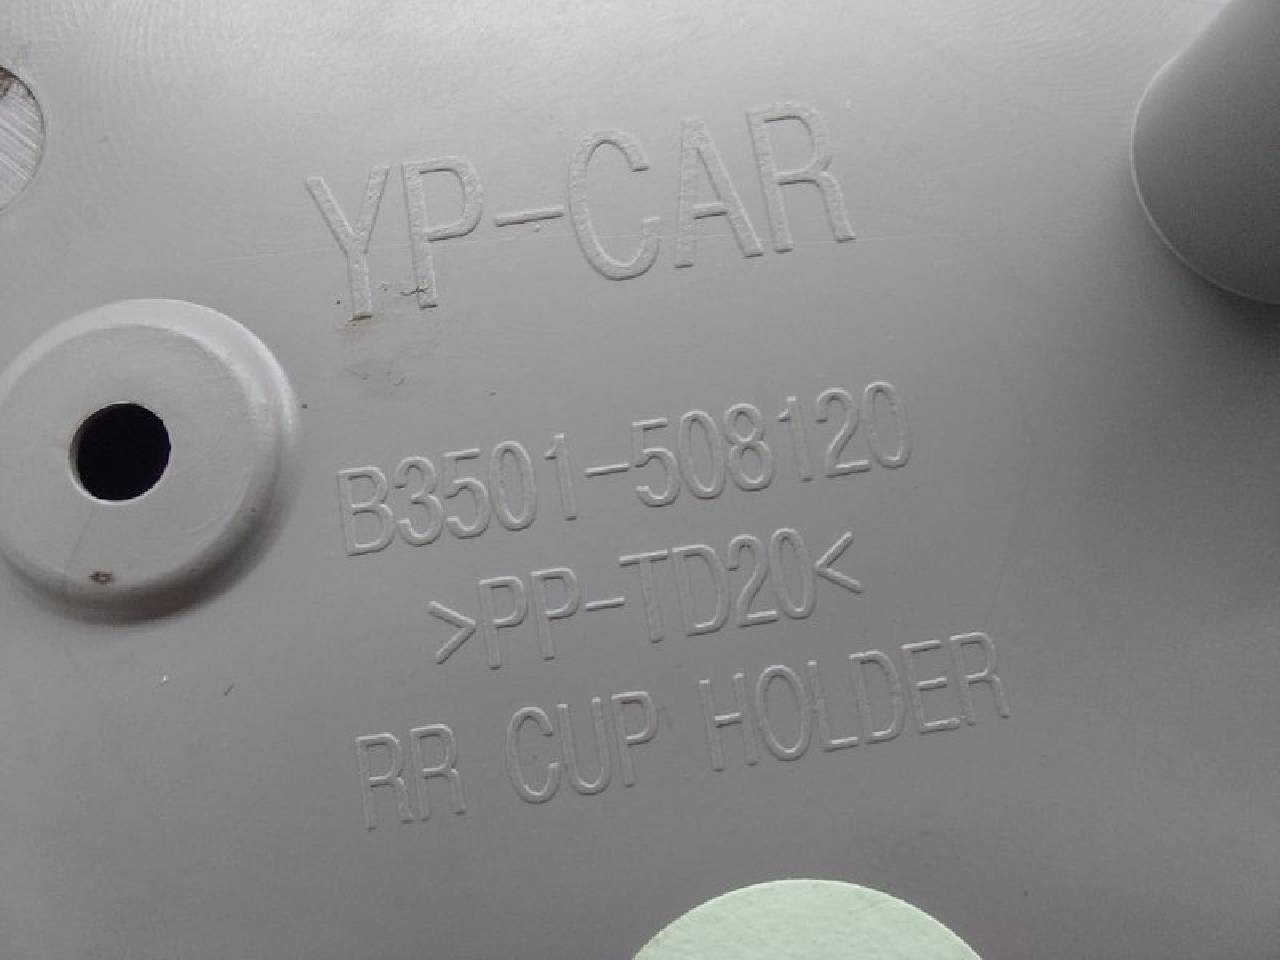 YP-CAR
B3501-508120
>PP-TD20<
RR CUP HOLDER